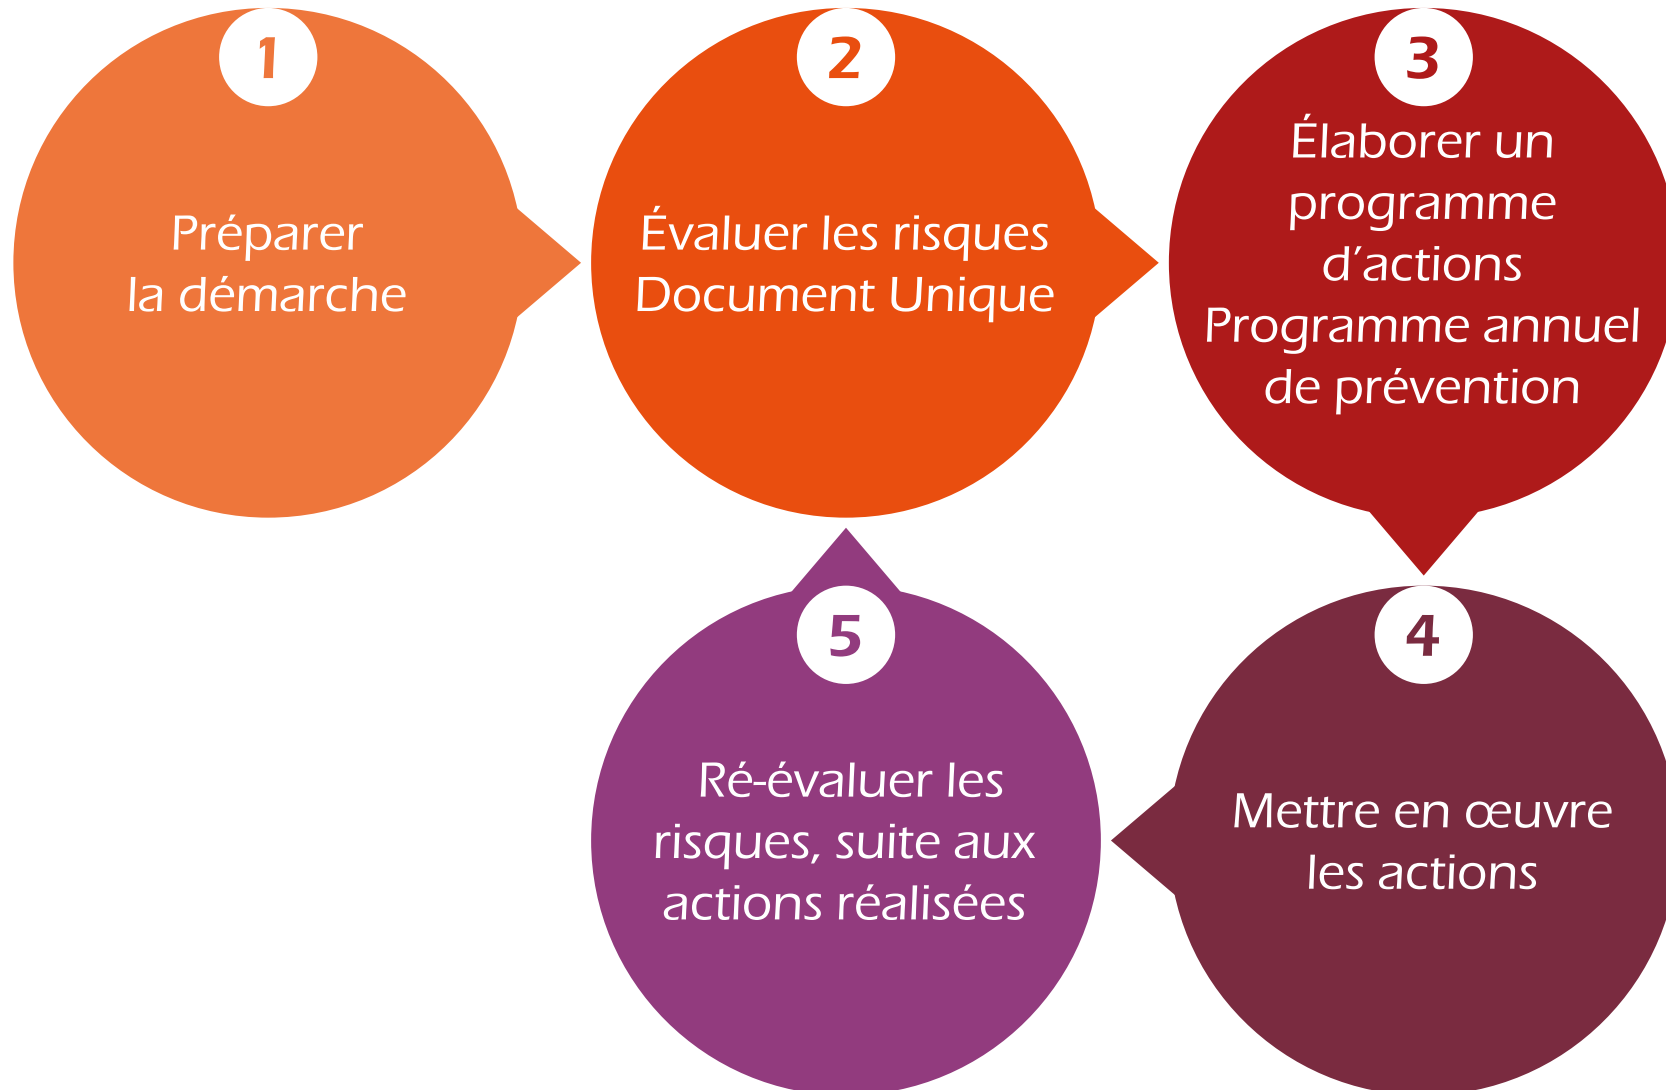 1
Préparer
la démarche
2
Évaluer les risques
Document Unique
3
Élaborer un
programme
d'actions
Programme annuel
de prévention
4
Mettre en œuvre
les actions
5
Ré-évaluer les
risques, suite aux
actions réalisées